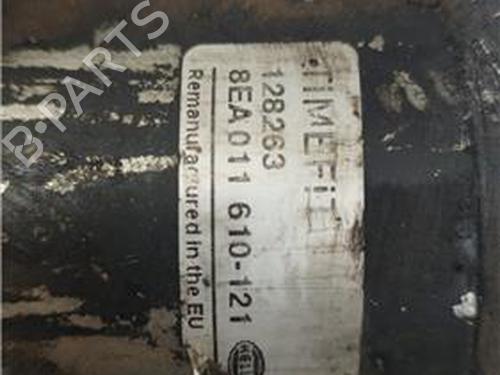 TIMEFiT
128263
8EA 011 610-121
Remanufactured in the EU
HELLA
B-PARTS